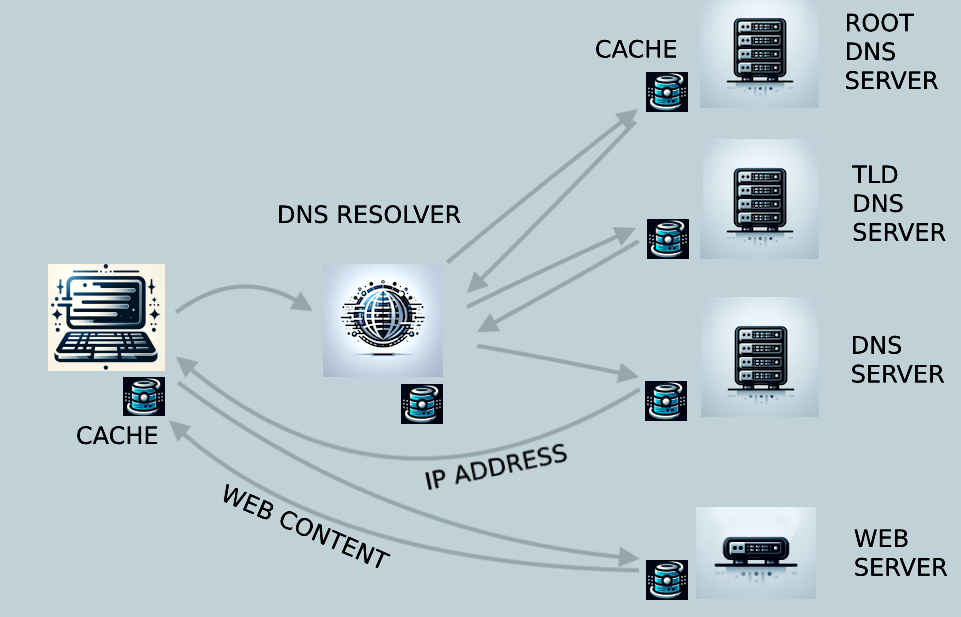 ROOT
DNS
SERVER
CACHE
TLD
DNS
SERVER
DNS RESOLVER
DNS
SERVER
CACHE
IP ADDRESS
WEB CONTENT
WEB
SERVER